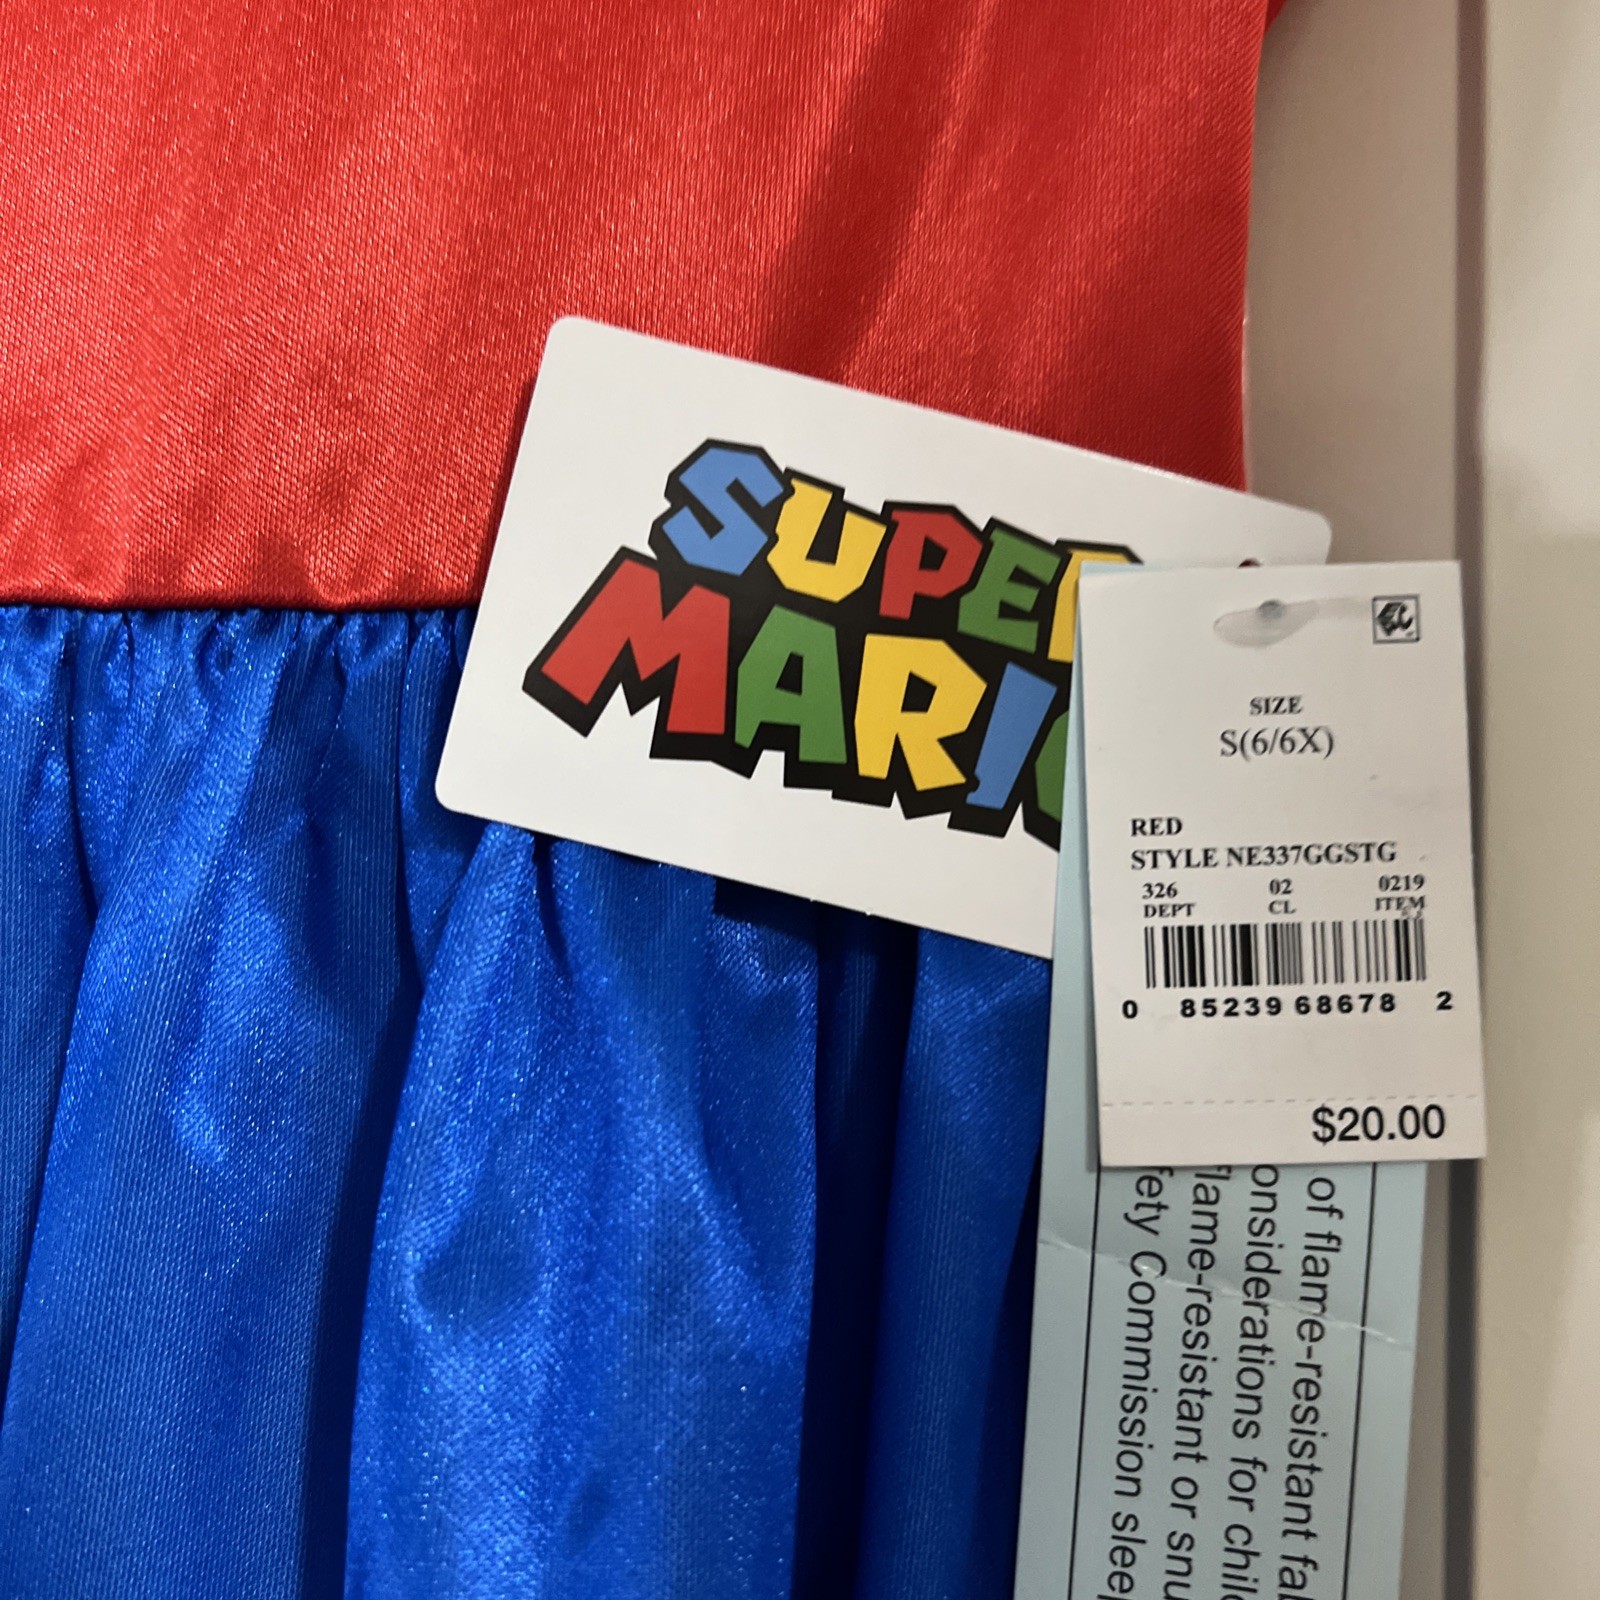 SUPER
MARIO
SIZE
S(6/6X)
RED
STYLE NE337GGSTG
326 02 0219
DEPT CL ITEM
0 85239 68678 2
$20.00
of flame-resistant
onsiderations for
flame-resistant or
fety Commission